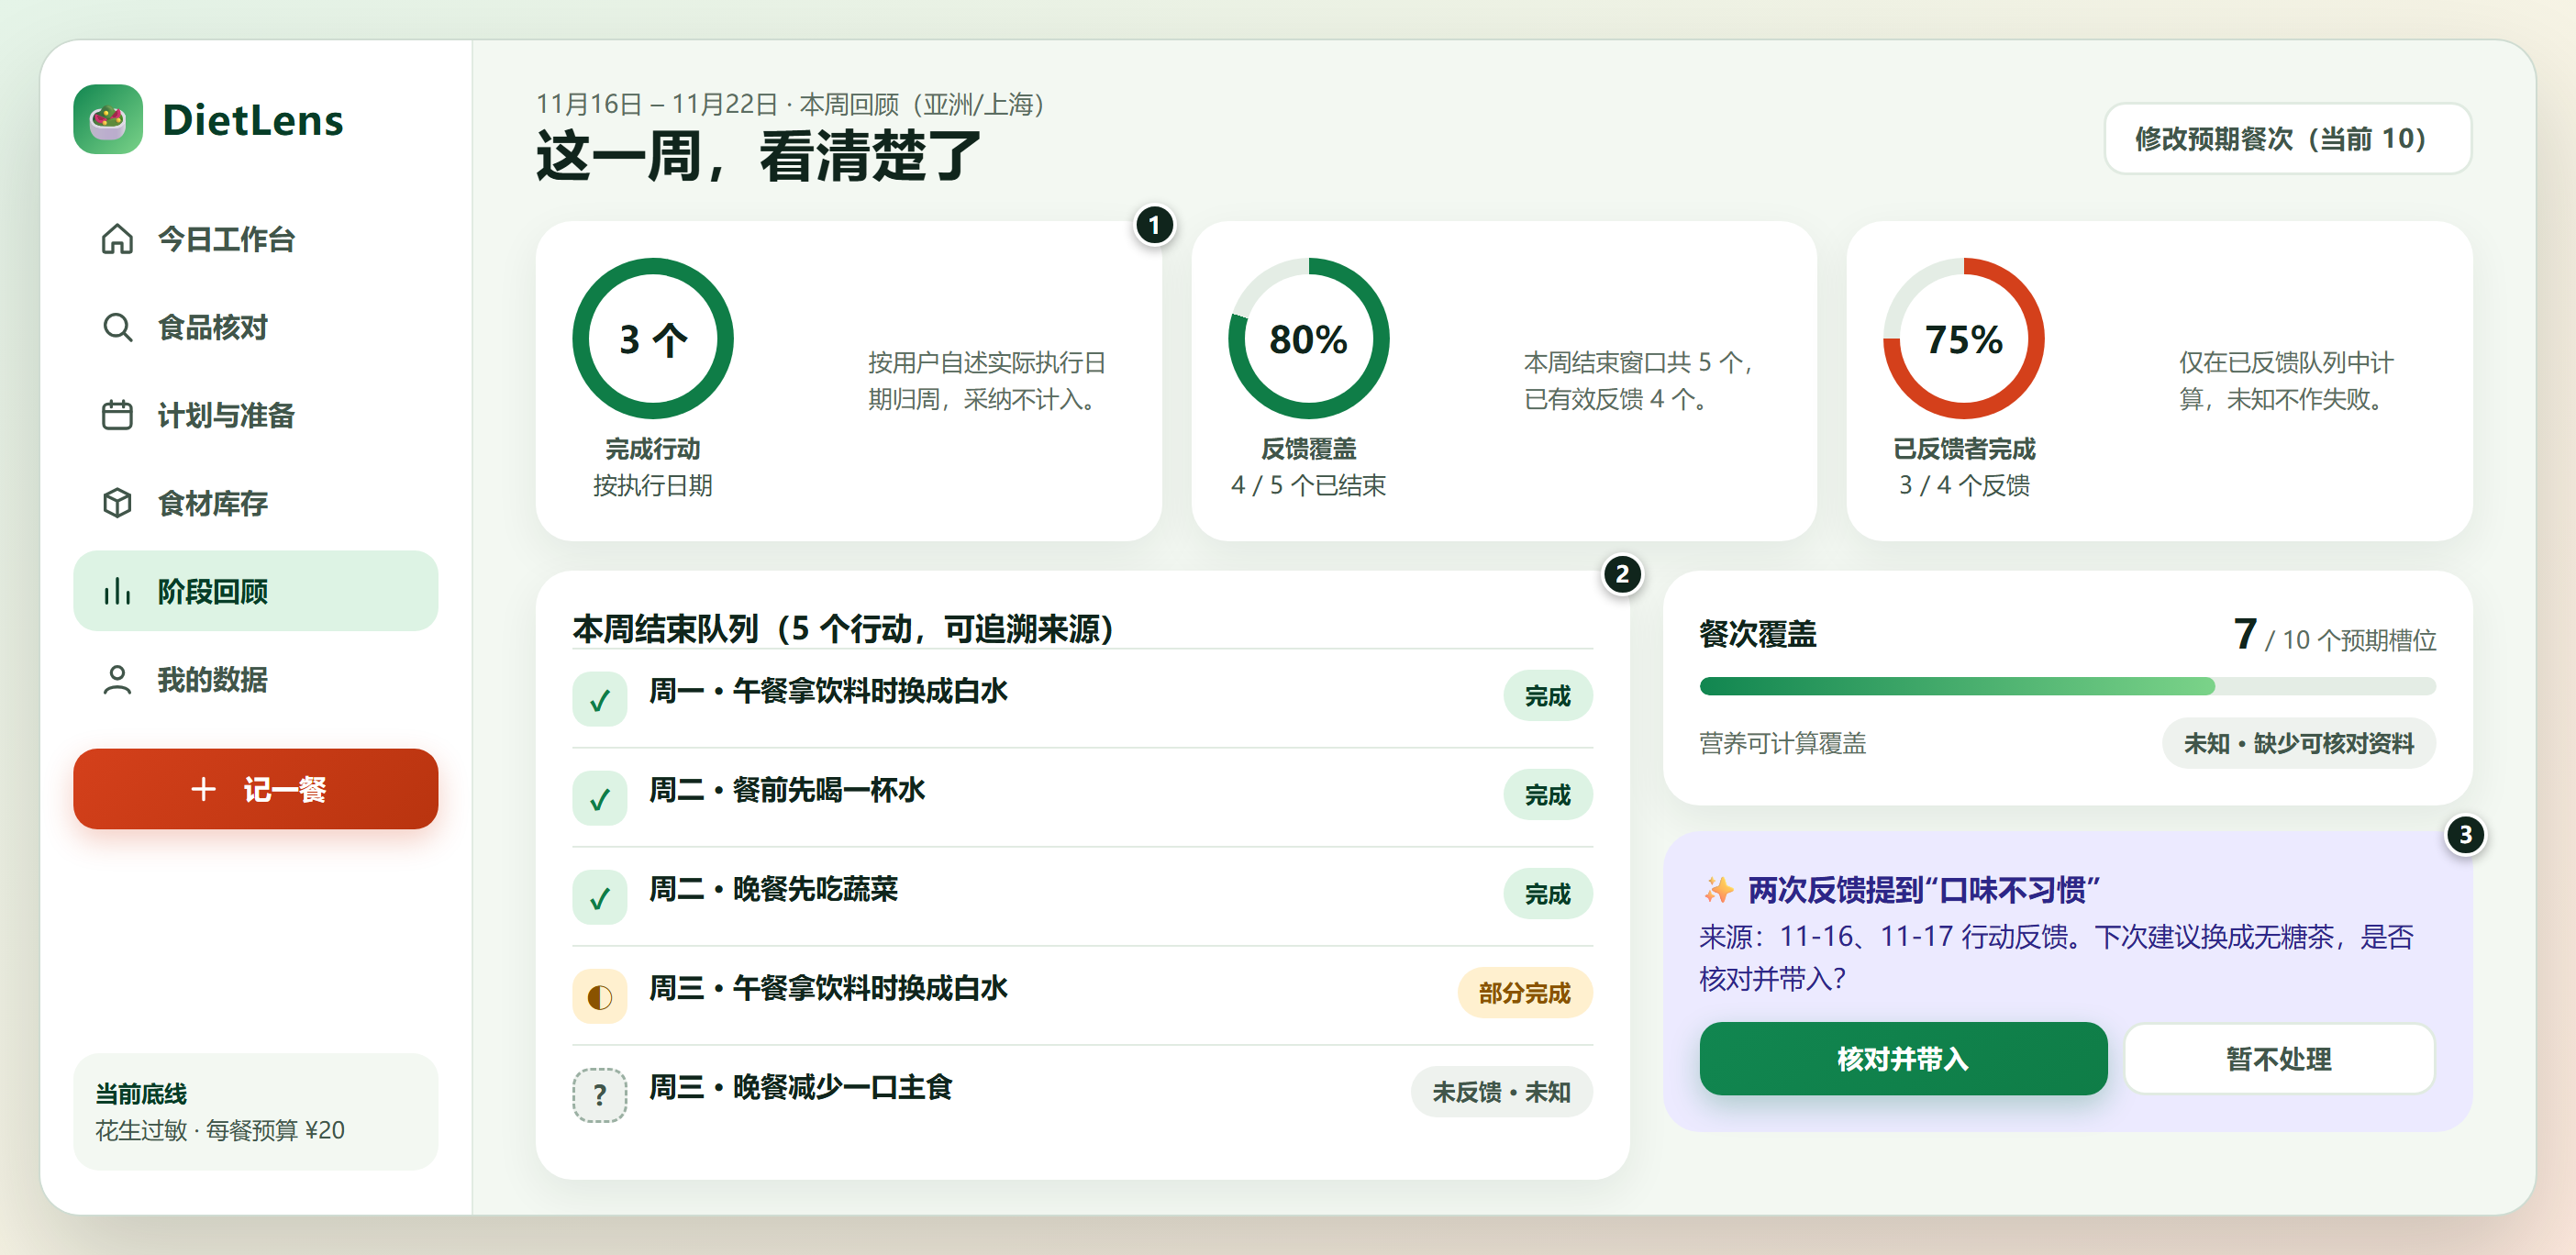 DietLens
今日工作台
食品核对
计划与准备
食材库存
阶段回顾
我的数据
+ 记一餐
当前底线
花生过敏 · 每餐预算 ¥20
11月16日 – 11月22日 · 本周回顾（亚洲/上海）
这一周，看清楚了
修改预期餐次（当前 10）
1
3 个
完成行动
按执行日期
按用户自述实际执行日
期归周，采纳不计入。
80%
反馈覆盖
4 / 5 个已结束
本周结束窗口共 5 个，
已有效反馈 4 个。
75%
已反馈者完成
3 / 4 个反馈
仅在已反馈队列中计
算，未知不作失败。
2
本周结束队列（5 个行动，可追溯来源）
✓ 周一 · 午餐拿饮料时换成白水 完成
✓ 周二 · 餐前先喝一杯水 完成
✓ 周二 · 晚餐先吃蔬菜 完成
◐ 周三 · 午餐拿饮料时换成白水 部分完成
? 周三 · 晚餐减少一口主食 未反馈 · 未知
餐次覆盖 7 / 10 个预期槽位
营养可计算覆盖 未知 · 缺少可核对资料
3
✨ 两次反馈提到“口味不习惯”
来源：11-16、11-17 行动反馈。下次建议换成无糖茶，是否
核对并带入？
核对并带入 暂不处理